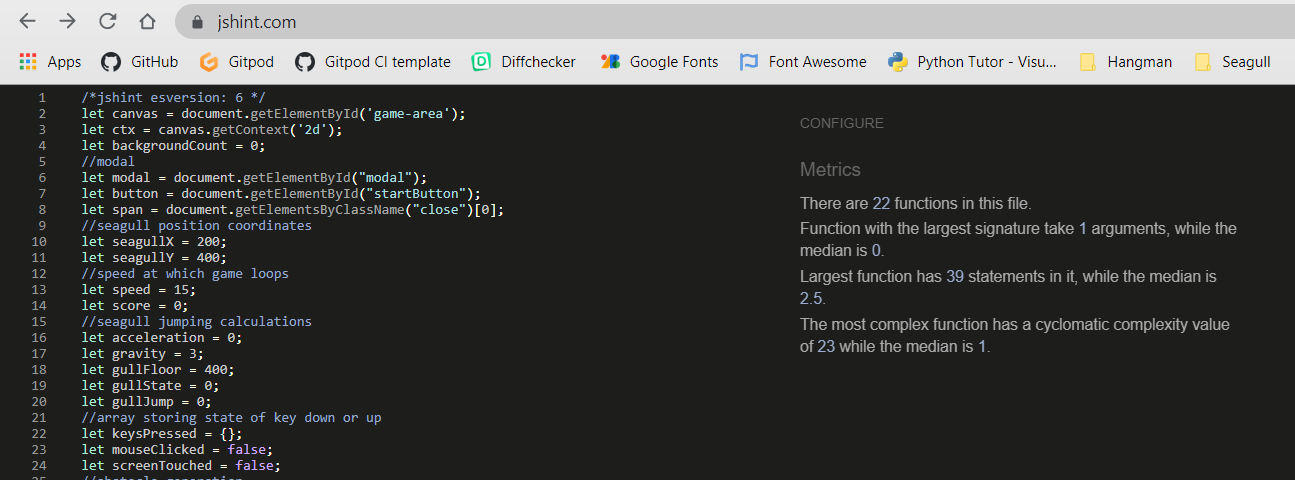 jshint.com
Apps GitHub Gitpod Gitpod CI template Diffchecker Google Fonts Font Awesome Python Tutor - Visu... Hangman Seagull
1 /*jshint esversion: 6 */
2 let canvas = document.getElementById('game-area');
3 let ctx = canvas.getContext('2d');
4 let backgroundCount = 0;
5 //modal
6 let modal = document.getElementById("modal");
7 let button = document.getElementById("startButton");
8 let span = document.getElementsByClassName("close")[0];
9 //seagull position coordinates
10 let seagullX = 200;
11 let seagullY = 400;
12 //speed at which game loops
13 let speed = 15;
14 let score = 0;
15 //seagull jumping calculations
16 let acceleration = 0;
17 let gravity = 3;
18 let gullFloor = 400;
19 let gullState = 0;
20 let gullJump = 0;
21 //array storing state of key down or up
22 let keysPressed = {};
23 let mouseClicked = false;
24 let screenTouched = false;
CONFIGURE
Metrics
There are 22 functions in this file.
Function with the largest signature take 1 arguments, while the
median is 0.
Largest function has 39 statements in it, while the median is
2.5.
The most complex function has a cyclomatic complexity value
of 23 while the median is 1.